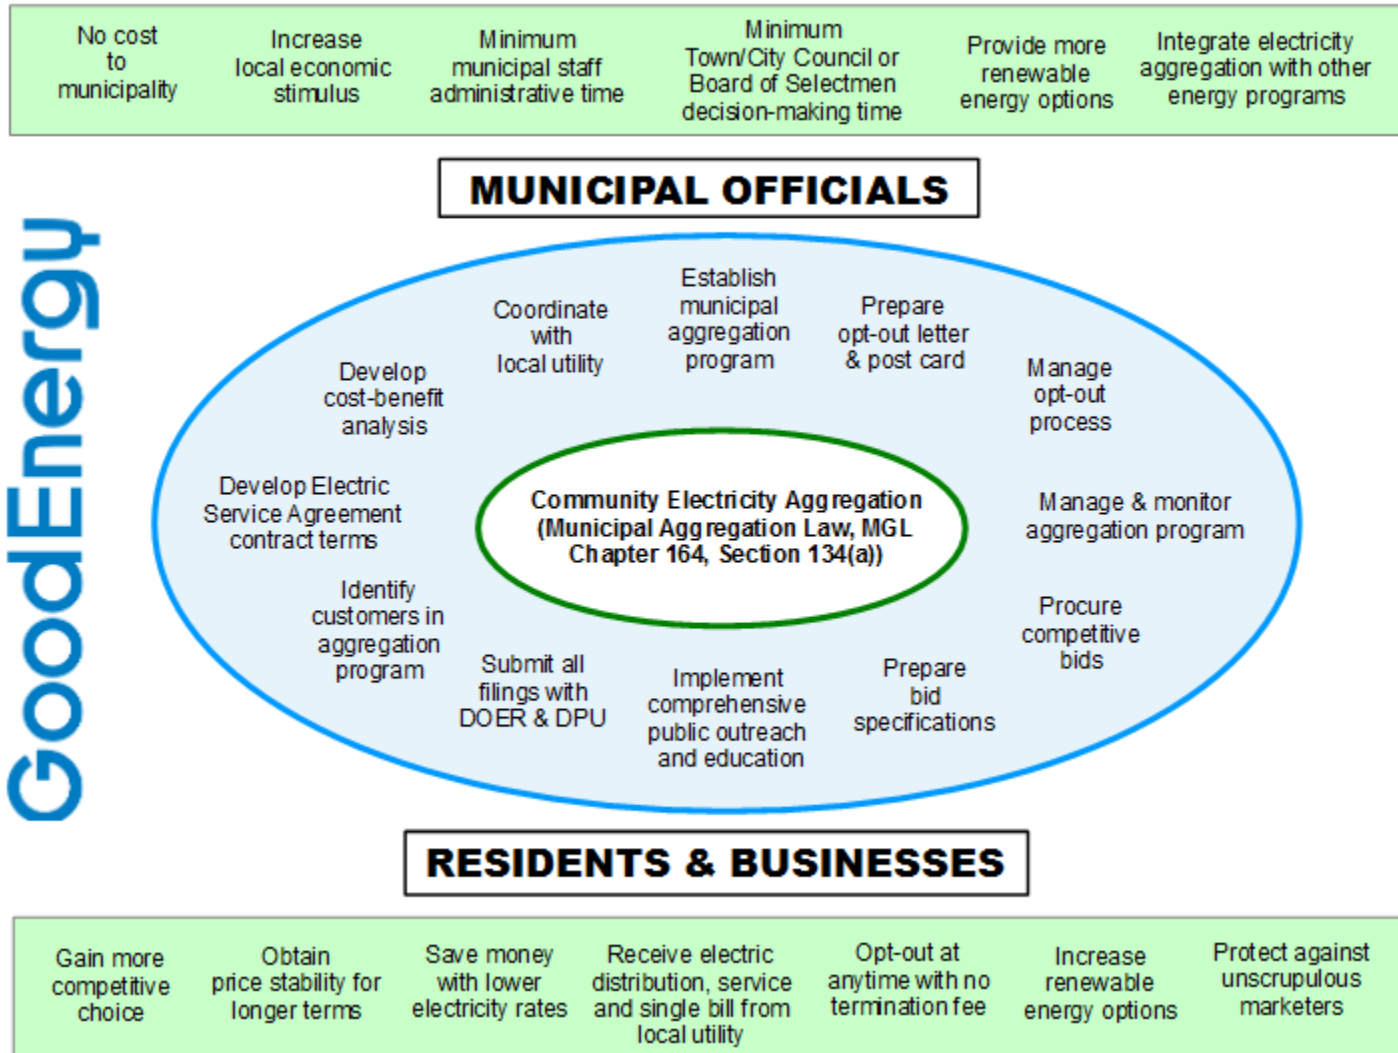 No cost
to
municipality
Increase
local economic
stimulus
Minimum
municipal staff
administrative time
Minimum
Town/City Council or
Board of Selectmen
decision-making time
Provide more
renewable
energy options
Integrate electricity
aggregation with other
energy programs
MUNICIPAL OFFICIALS
GoodEnergy
Establish
municipal
aggregation
program
Coordinate
with
local utility
Prepare
opt-out letter
& post card
Develop
cost-benefit
analysis
Manage
opt-out
process
Develop Electric
Service Agreement
contract terms
Community Electricity Aggregation
(Municipal Aggregation Law, MGL
Chapter 164, Section 134(a))
Manage & monitor
aggregation program
Identify
customers in
aggregation
program
Procure
competitive
bids
Submit all
filings with
DOER & DPU
Implement
comprehensive
public outreach
and education
Prepare
bid
specifications
RESIDENTS & BUSINESSES
Gain more
competitive
choice
Obtain
price stability for
longer terms
Save money
with lower
electricity rates
Receive electric
distribution, service
and single bill from
local utility
Opt-out at
anytime with no
termination fee
Increase
renewable
energy options
Protect against
unscrupulous
marketers